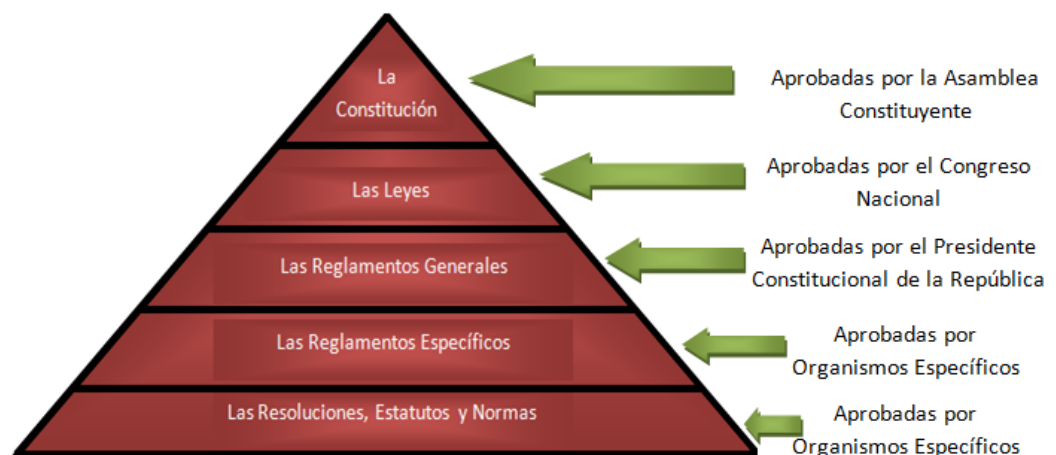 La
Constitución
Aprobadas por la Asamblea
Constituyente
Las Leyes
Aprobadas por el Congreso
Nacional
Las Reglamentos Generales
Aprobadas por el Presidente
Constitucional de la República
Las Reglamentos Específicos
Aprobadas por
Organismos Específicos
Las Resoluciones, Estatutos y Normas
Aprobadas por
Organismos Específicos